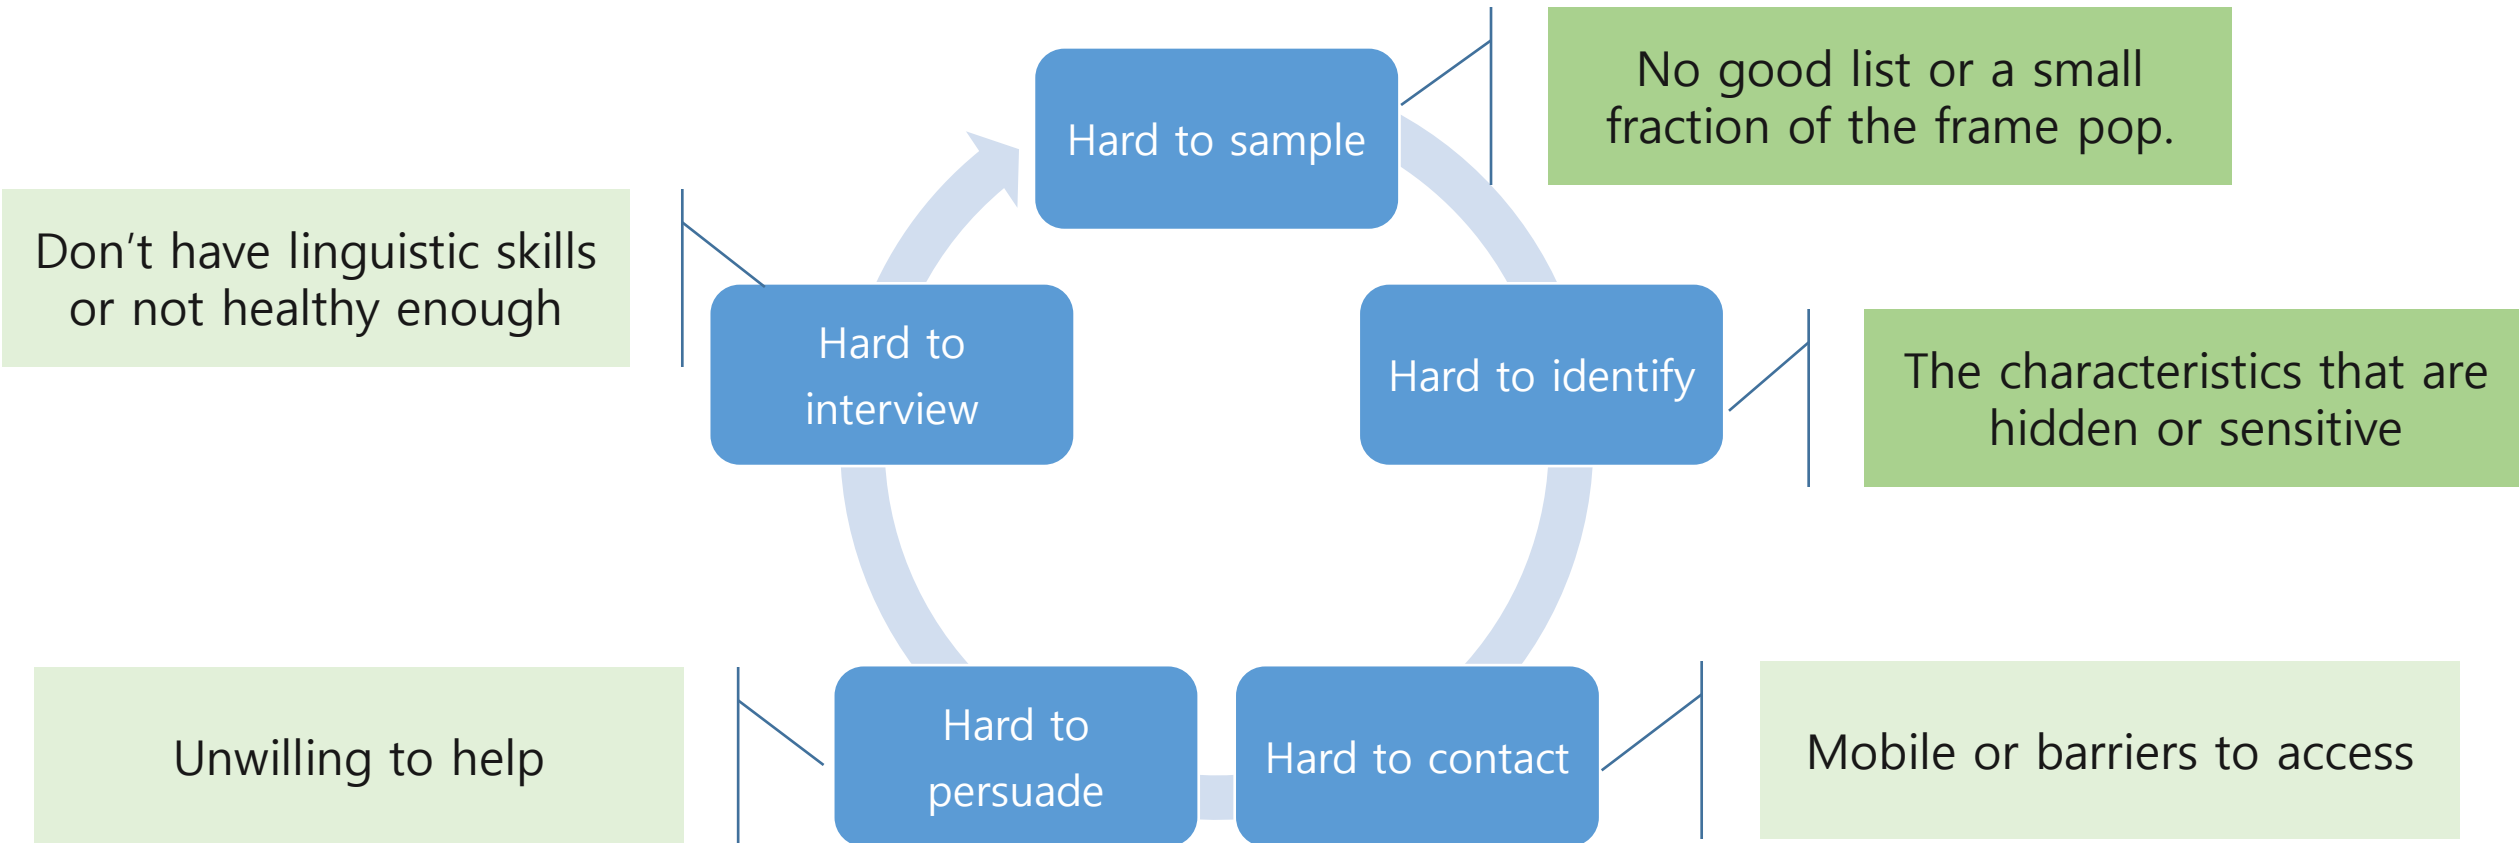 Hard to sample
No good list or a small
fraction of the frame pop.
Hard to identify
The characteristics that are
hidden or sensitive
Hard to contact
Mobile or barriers to access
Hard to
persuade
Unwilling to help
Hard to
interview
Don’t have linguistic skills
or not healthy enough